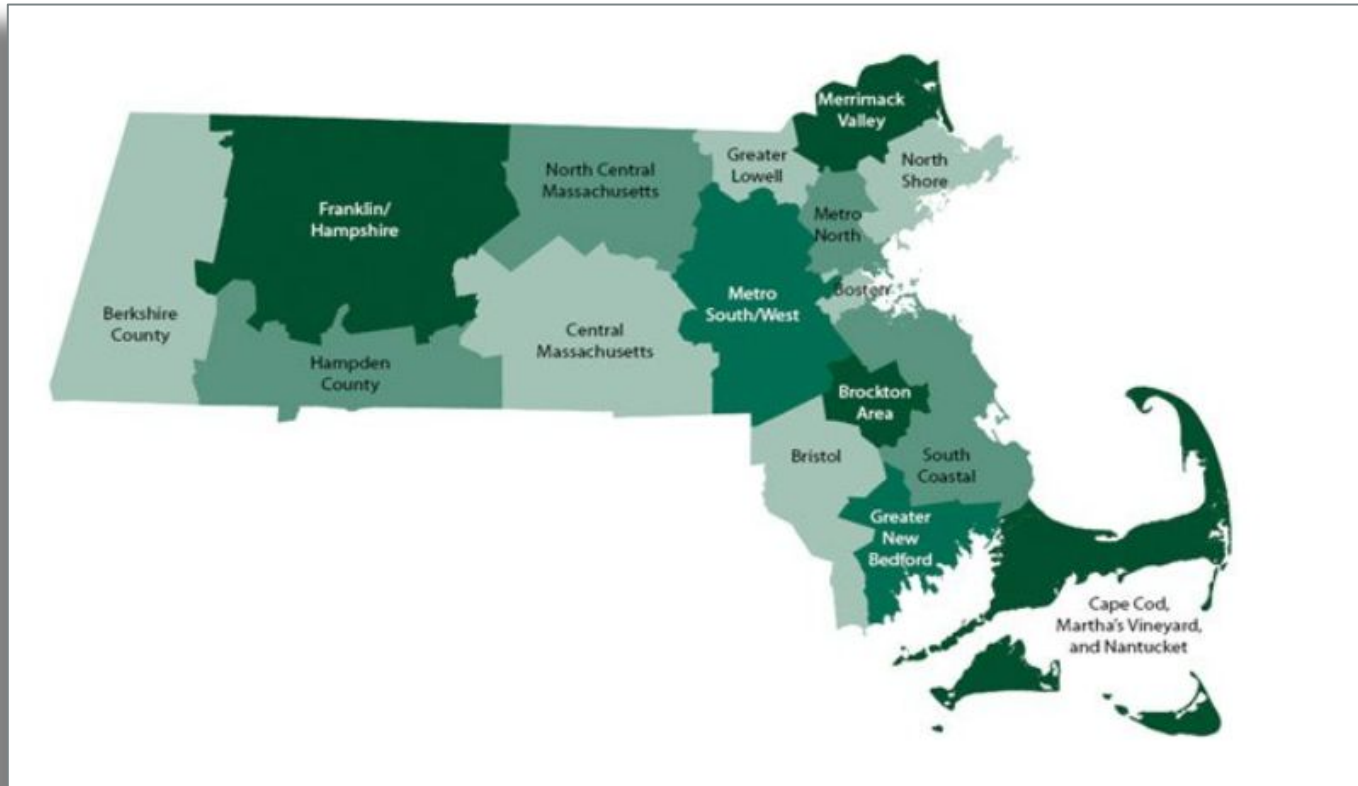 Merrimack
Valley
North
Shore
Greater
Lowell
North Central
Massachusetts
Metro
North
Franklin/
Hampshire
Boston
Metro
South/West
Berkshire
County
Central
Massachusetts
Hampden
County
Brockton
Area
Bristol
South
Coastal
Greater
New
Bedford
Cape Cod,
Martha's Vineyard,
and Nantucket